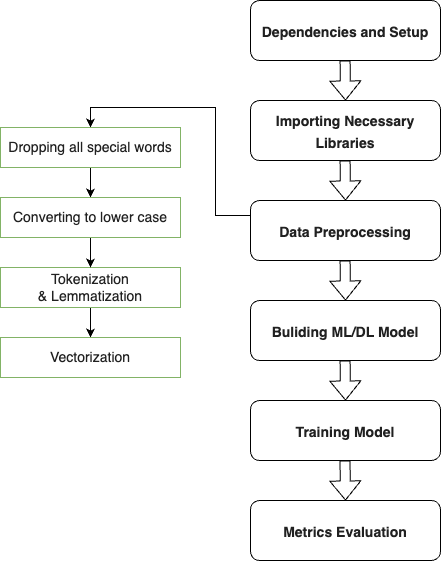 Dependencies and Setup
Importing Necessary
Libraries
Data Preprocessing
Dropping all special words
Converting to lower case
Tokenization
& Lemmatization
Vectorization
Buliding ML/DL Model
Training Model
Metrics Evaluation